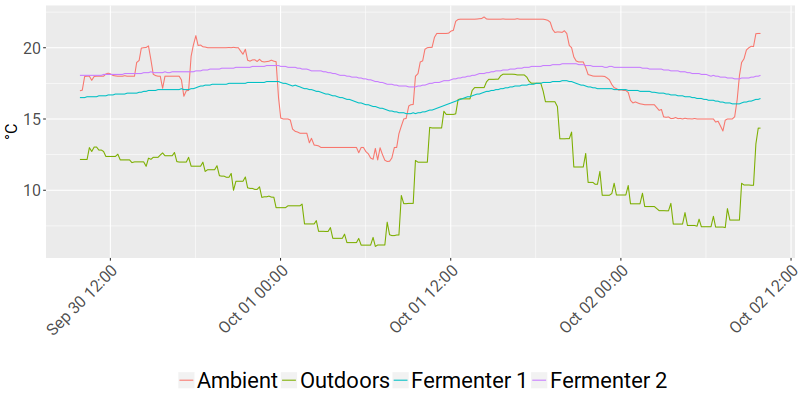 °C
20
15
10
Sep 30 12:00
Oct 01 00:00
Oct 01 12:00
Oct 02 00:00
Oct 02 12:00
Ambient Outdoors Fermenter 1 Fermenter 2